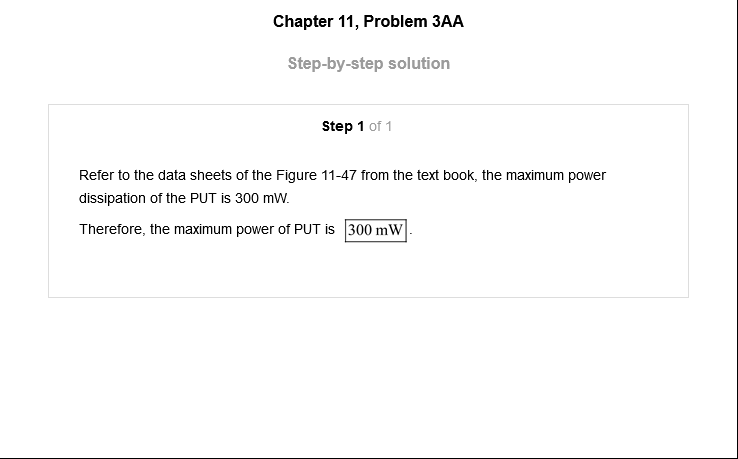 Chapter 11, Problem 3AA
Step-by-step solution
Step 1 of 1
Refer to the data sheets of the Figure 11-47 from the text book, the maximum power
dissipation of the PUT is 300 mW.
Therefore, the maximum power of PUT is 300 mW.